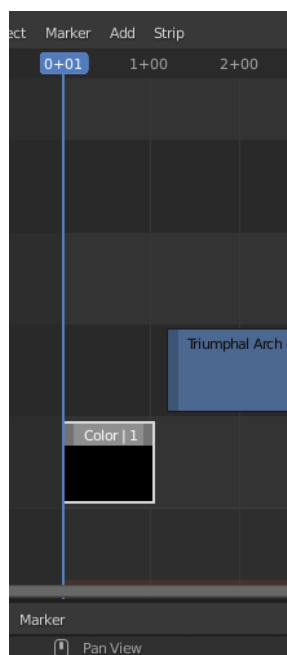 ect Marker Add Strip
0+01 1+00 2+00
Triumphal Arch
Color | 1
Marker
Pan View